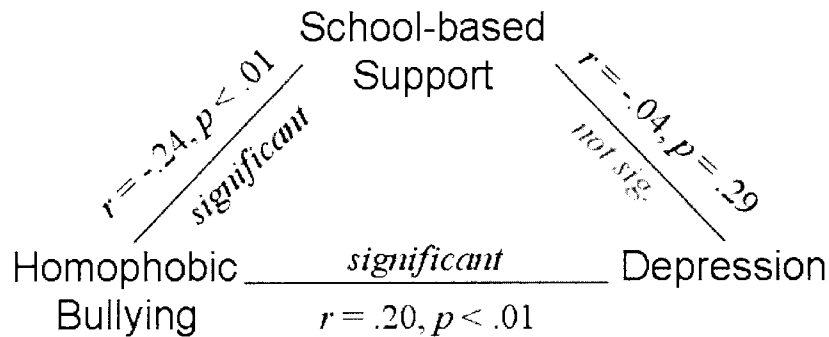 School-based
Support
r = -.24, p < .01
significant
r = -.04, p = .29
not sig.
Homophobic
Bullying
significant
r = .20, p < .01
Depression